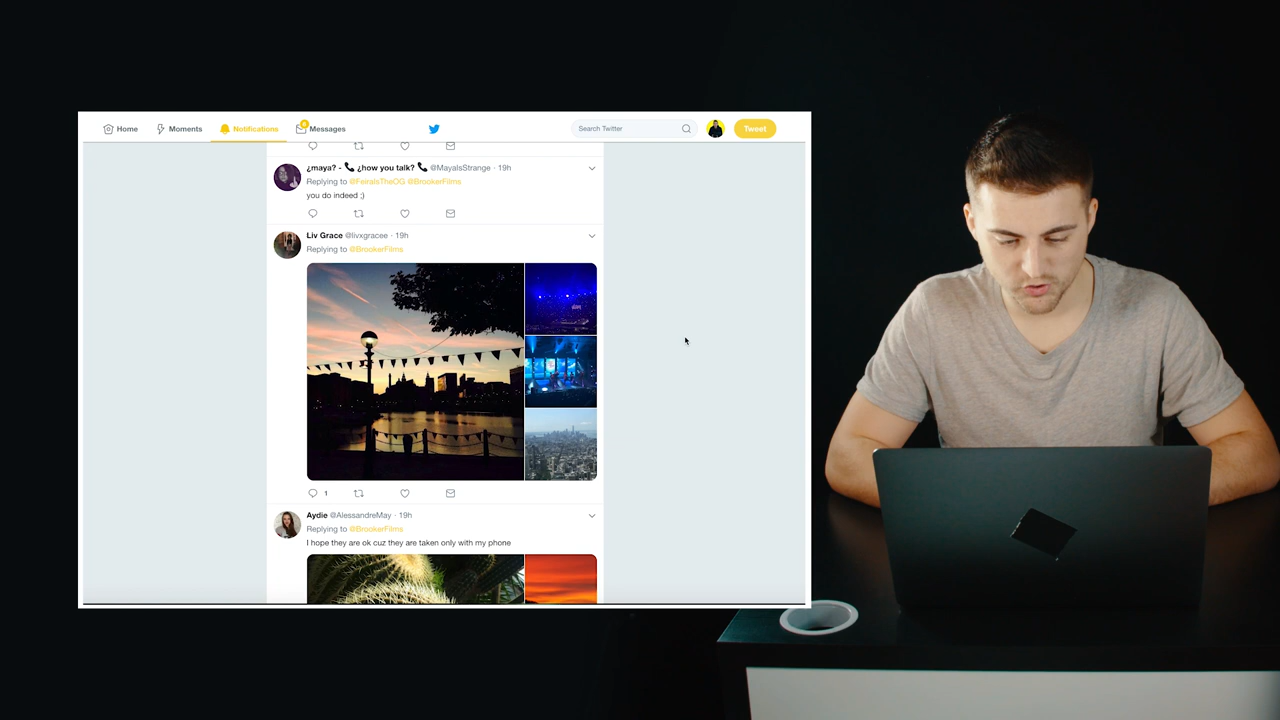 Home Moments Notifications 6 Messages Search Twitter Tweet
¿maya? - 📞 ¿how you talk? 📞 @MayaIsStrange · 19h
Replying to @FeiraIsTheOG @BrookerFilms
you do indeed ;)
Liv Grace @livxgracee · 19h
Replying to @BrookerFilms
1
Aydie @AlessandreMay · 19h
Replying to @BrookerFilms
I hope they are ok cuz they are taken only with my phone